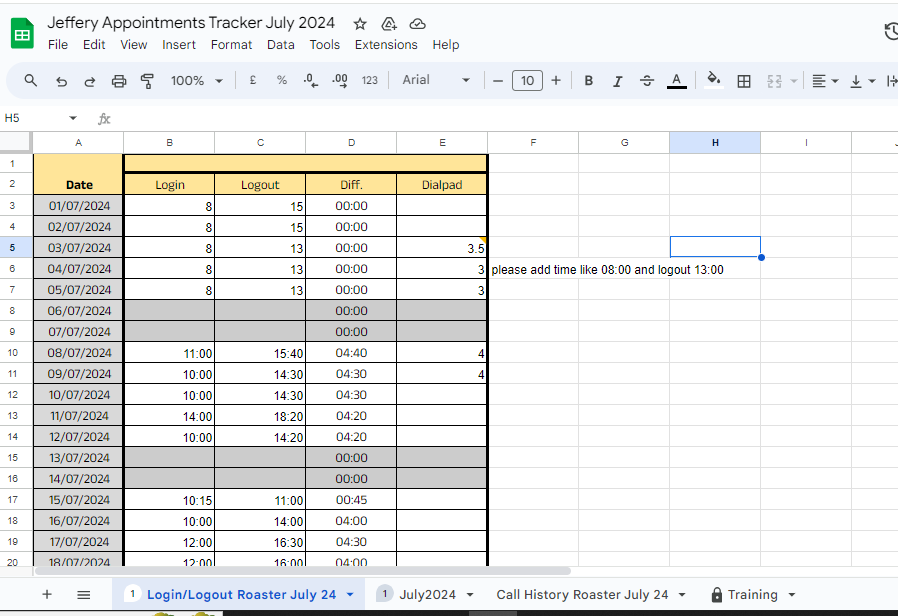 Jeffery Appointments Tracker July 2024
File Edit View Insert Format Data Tools Extensions Help
100% £ % .0 .00 123 Arial 10 B I A
H5 fx
A B C D E F G H I
1
2 Date Login Logout Diff. Dialpad
3 01/07/2024 8 15 00:00
4 02/07/2024 8 15 00:00
5 03/07/2024 8 13 00:00 3.5
6 04/07/2024 8 13 00:00 3 please add time like 08:00 and logout 13:00
7 05/07/2024 8 13 00:00 3
8 06/07/2024 00:00
9 07/07/2024 00:00
10 08/07/2024 11:00 15:40 04:40 4
11 09/07/2024 10:00 14:30 04:30 4
12 10/07/2024 10:00 14:30 04:30
13 11/07/2024 14:00 18:20 04:20
14 12/07/2024 10:00 14:20 04:20
15 13/07/2024 00:00
16 14/07/2024 00:00
17 15/07/2024 10:15 11:00 00:45
18 16/07/2024 10:00 14:00 04:00
19 17/07/2024 12:00 16:30 04:30
20 18/07/2024 12:00 16:00 04:00
1 Login/Logout Roaster July 24 1 July2024 Call History Roaster July 24 Training